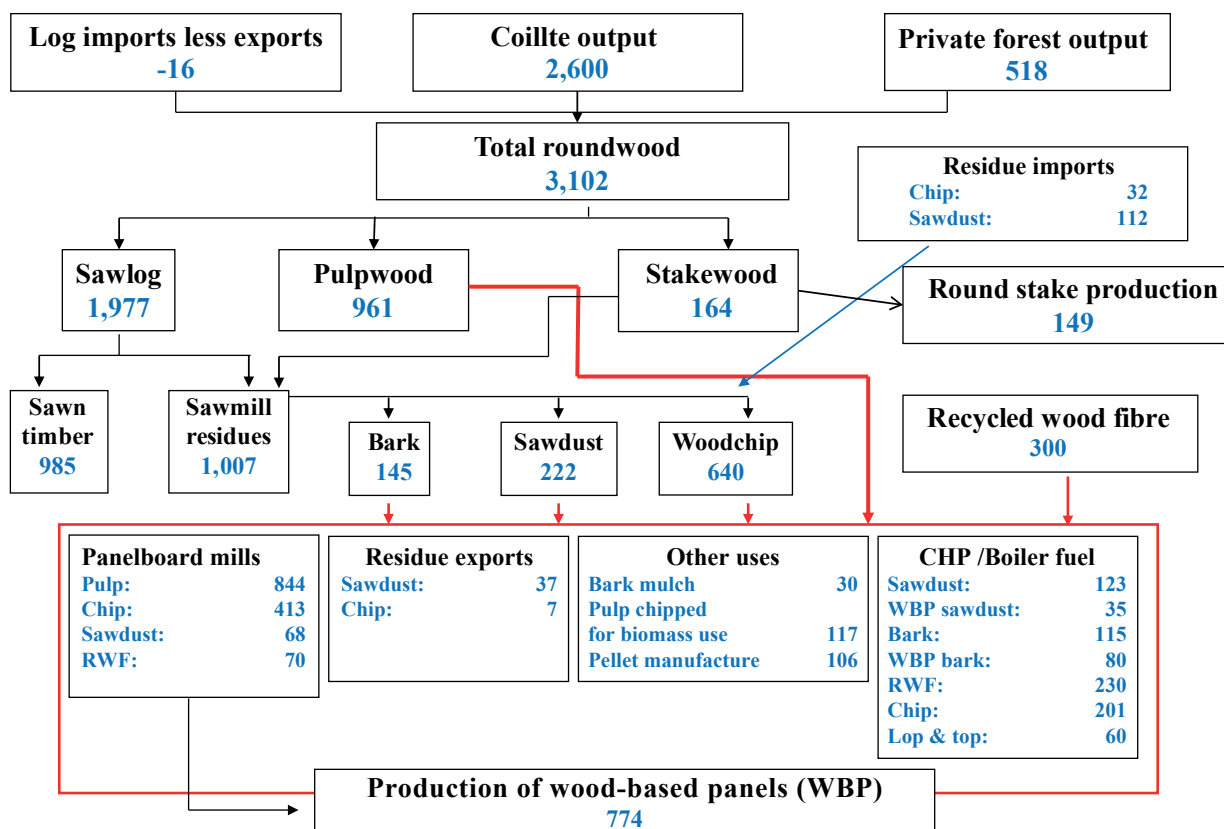 Log imports less exports
-16
Coillte output
2,600
Private forest output
518
Total roundwood
3,102
Residue imports
Chip: 32
Sawdust: 112
Sawlog
1,977
Pulpwood
961
Stakewood
164
Round stake production
149
Sawn
timber
985
Sawmill
residues
1,007
Bark
145
Sawdust
222
Woodchip
640
Recycled wood fibre
300
Panelboard mills
Pulp: 844
Chip: 413
Sawdust: 68
RWF: 70
Residue exports
Sawdust: 37
Chip: 7
Other uses
Bark mulch 30
Pulp chipped
for biomass use 117
Pellet manufacture 106
CHP /Boiler fuel
Sawdust: 123
WBP sawdust: 35
Bark: 115
WBP bark: 80
RWF: 230
Chip: 201
Lop & top: 60
Production of wood-based panels (WBP)
774